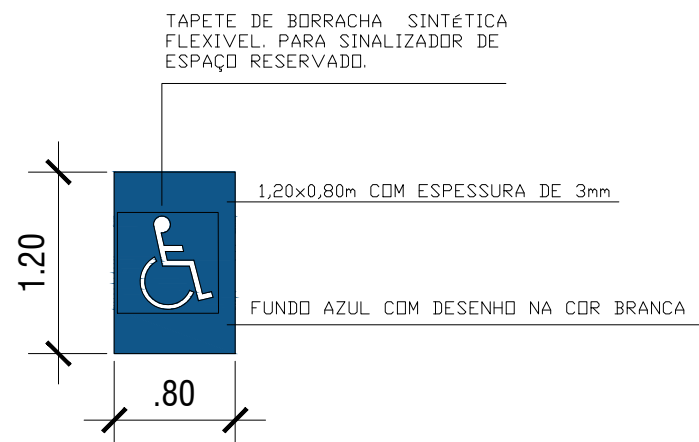 TAPETE DE BORRACHA SINTéTICA
FLEXIVEL. PARA SINALIZADOR DE
ESPAÇO RESERVADO.
1,20x0,80m COM ESPESSURA DE 3mm
1.20
FUNDO AZUL COM DESENHO NA COR BRANCA
.80